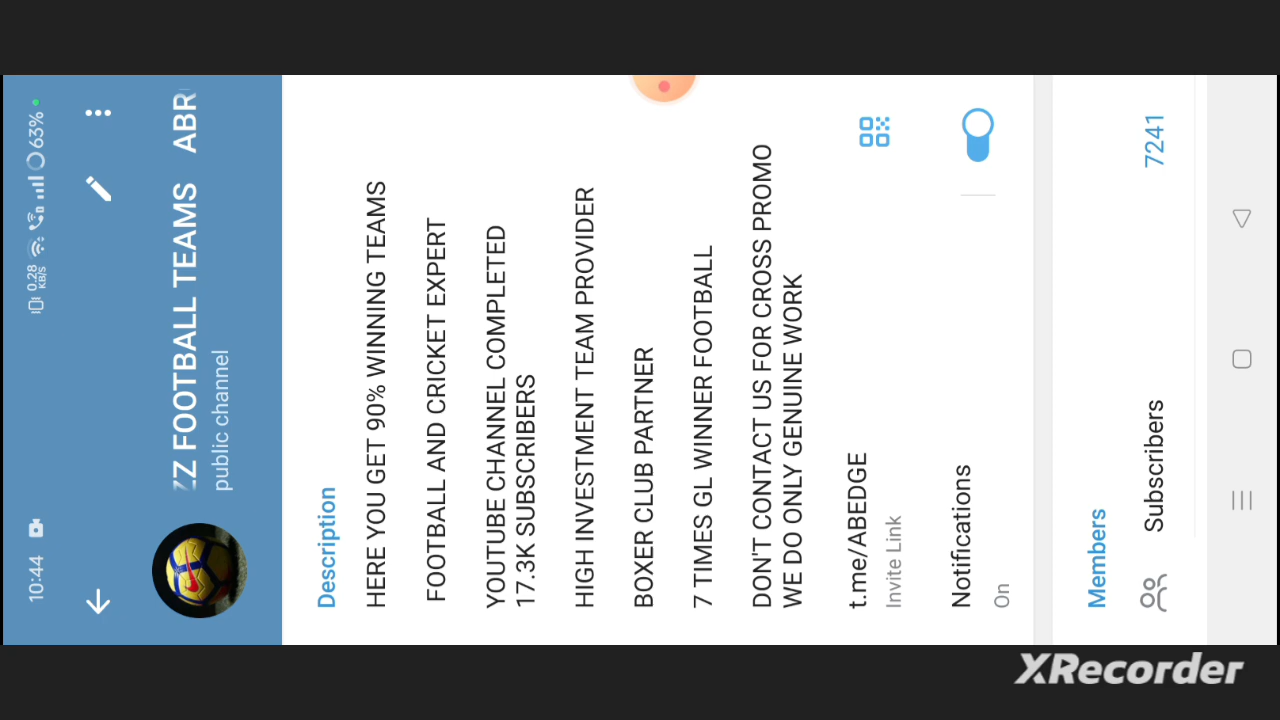 10:44
0.28 KB/S
63%
ZZ FOOTBALL TEAMS ABR
public channel
Description
HERE YOU GET 90% WINNING TEAMS
FOOTBALL AND CRICKET EXPERT
YOUTUBE CHANNEL COMPLETED
17.3K SUBSCRIBERS
HIGH INVESTMENT TEAM PROVIDER
BOXER CLUB PARTNER
7 TIMES GL WINNER FOOTBALL
DON'T CONTACT US FOR CROSS PROMO
WE DO ONLY GENUINE WORK
t.me/ABEDGE
Invite Link
Notifications
On
Members
Subscribers 7241
XRecorder